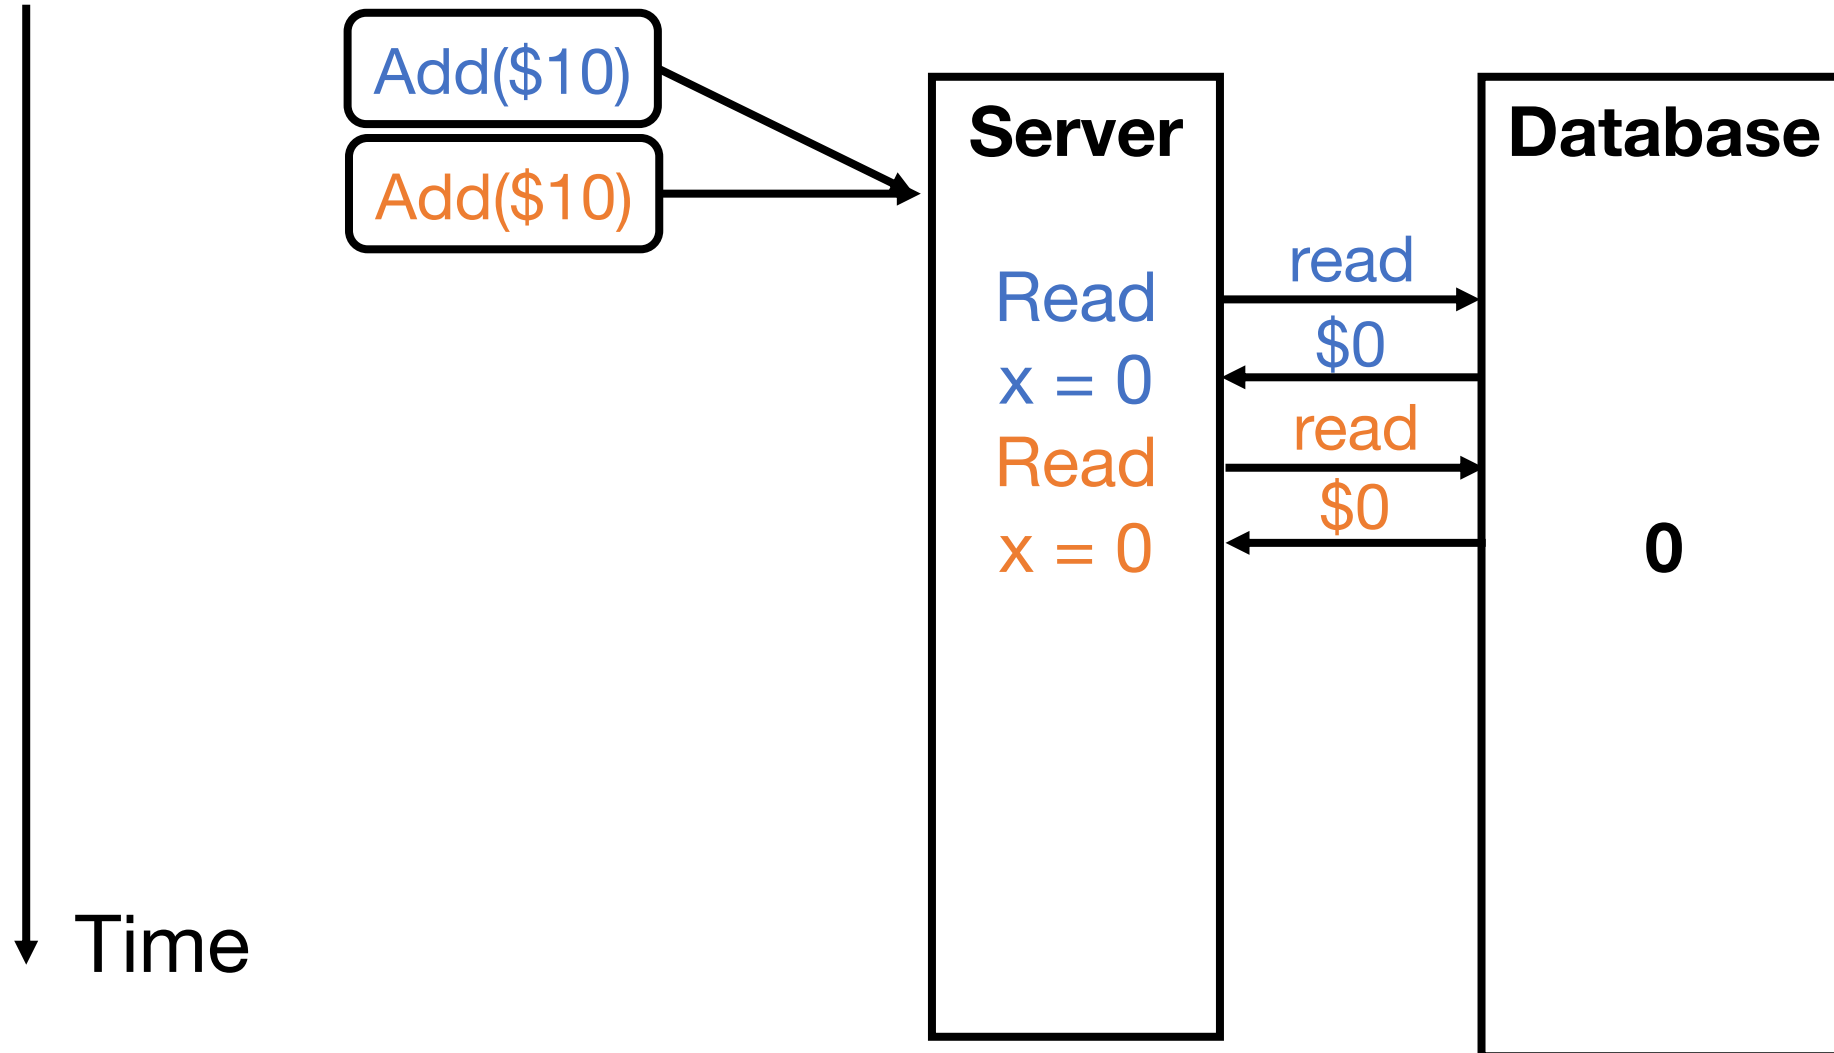 Add($10)
Add($10)
Server
Database
Read
read
x = 0
$0
Read
read
x = 0
$0
0
Time